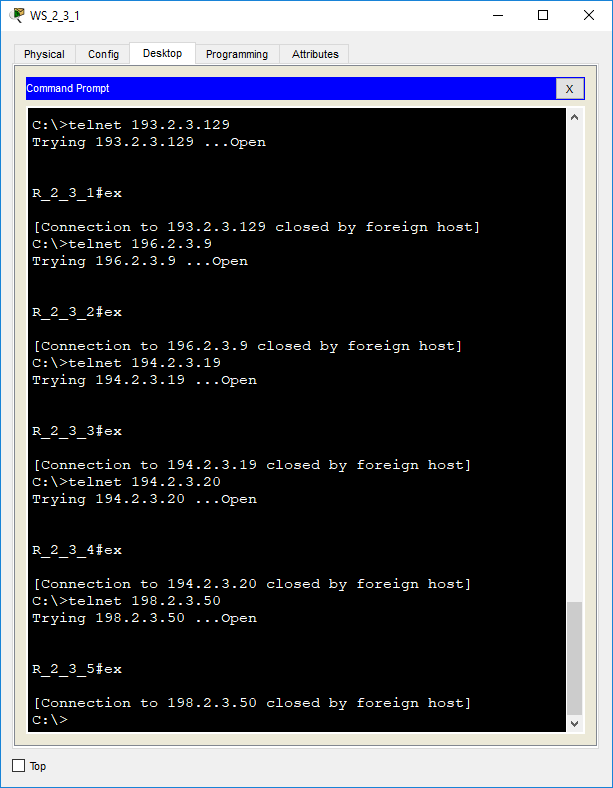 WS_2_3_1
Physical Config Desktop Programming Attributes
Command Prompt X
C:\>telnet 193.2.3.129
Trying 193.2.3.129 ...Open
R_2_3_1#ex
[Connection to 193.2.3.129 closed by foreign host]
C:\>telnet 196.2.3.9
Trying 196.2.3.9 ...Open
R_2_3_2#ex
[Connection to 196.2.3.9 closed by foreign host]
C:\>telnet 194.2.3.19
Trying 194.2.3.19 ...Open
R_2_3_3#ex
[Connection to 194.2.3.19 closed by foreign host]
C:\>telnet 194.2.3.20
Trying 194.2.3.20 ...Open
R_2_3_4#ex
[Connection to 194.2.3.20 closed by foreign host]
C:\>telnet 198.2.3.50
Trying 198.2.3.50 ...Open
R_2_3_5#ex
[Connection to 198.2.3.50 closed by foreign host]
C:\>
Top